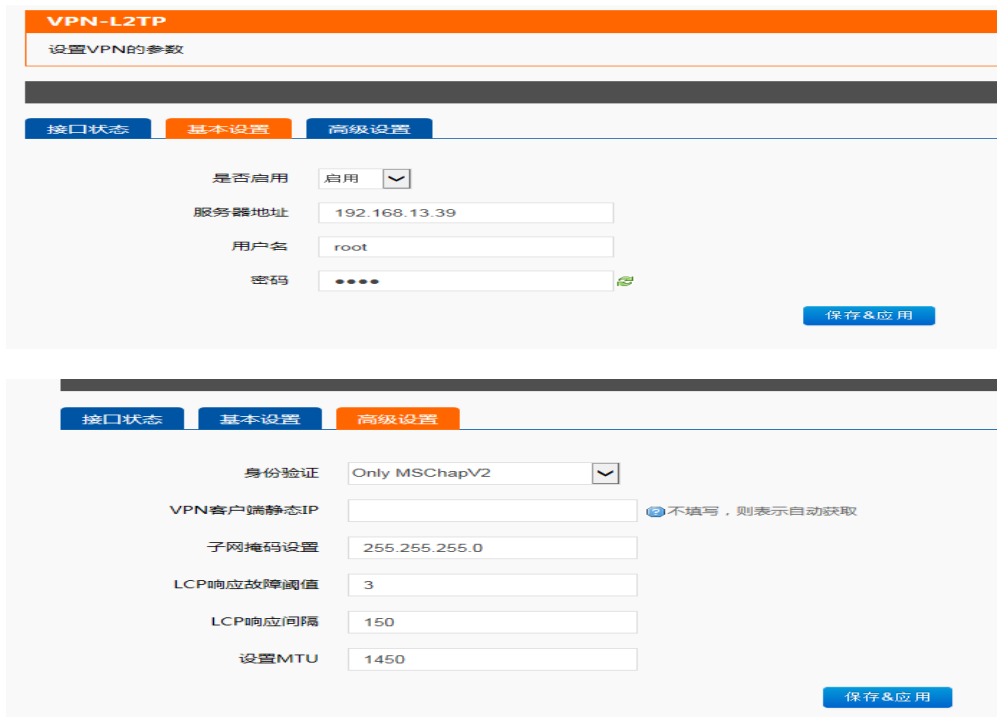 VPN-L2TP
设置VPN的参数
接口状态 基本设置 高级设置
是否启用 启用
服务器地址 192.168.13.39
用户名 root
密码 ●●●●
保存&应用
接口状态 基本设置 高级设置
身份验证 Only MSChapV2
VPN客户端静态IP 不填写，则表示自动获取
子网掩码设置 255.255.255.0
LCP响应故障阈值 3
LCP响应间隔 150
设置MTU 1450
保存&应用